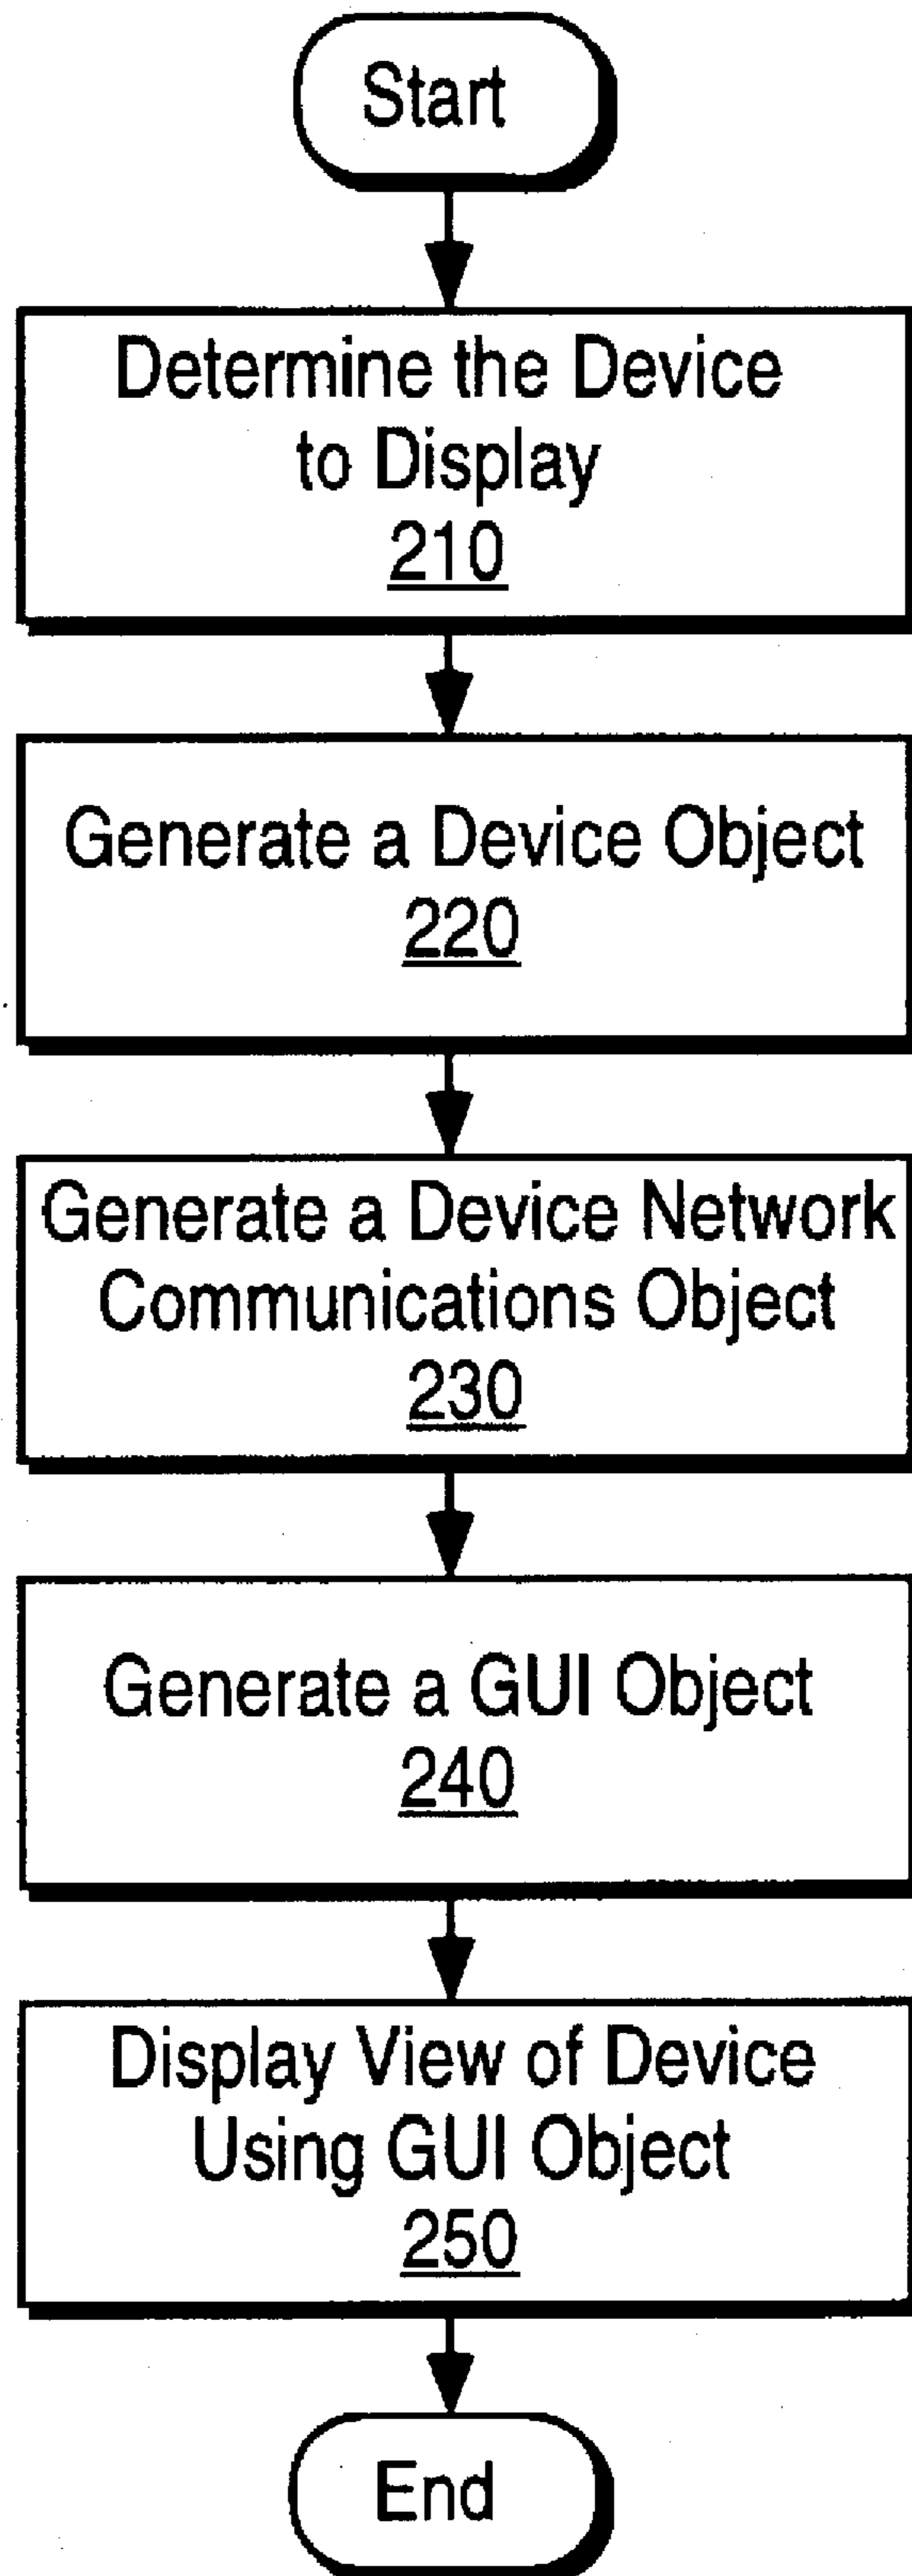 Start
Determine the Device
to Display
210
Generate a Device Object
220
Generate a Device Network
Communications Object
230
Generate a GUI Object
240
Display View of Device
Using GUI Object
250
End